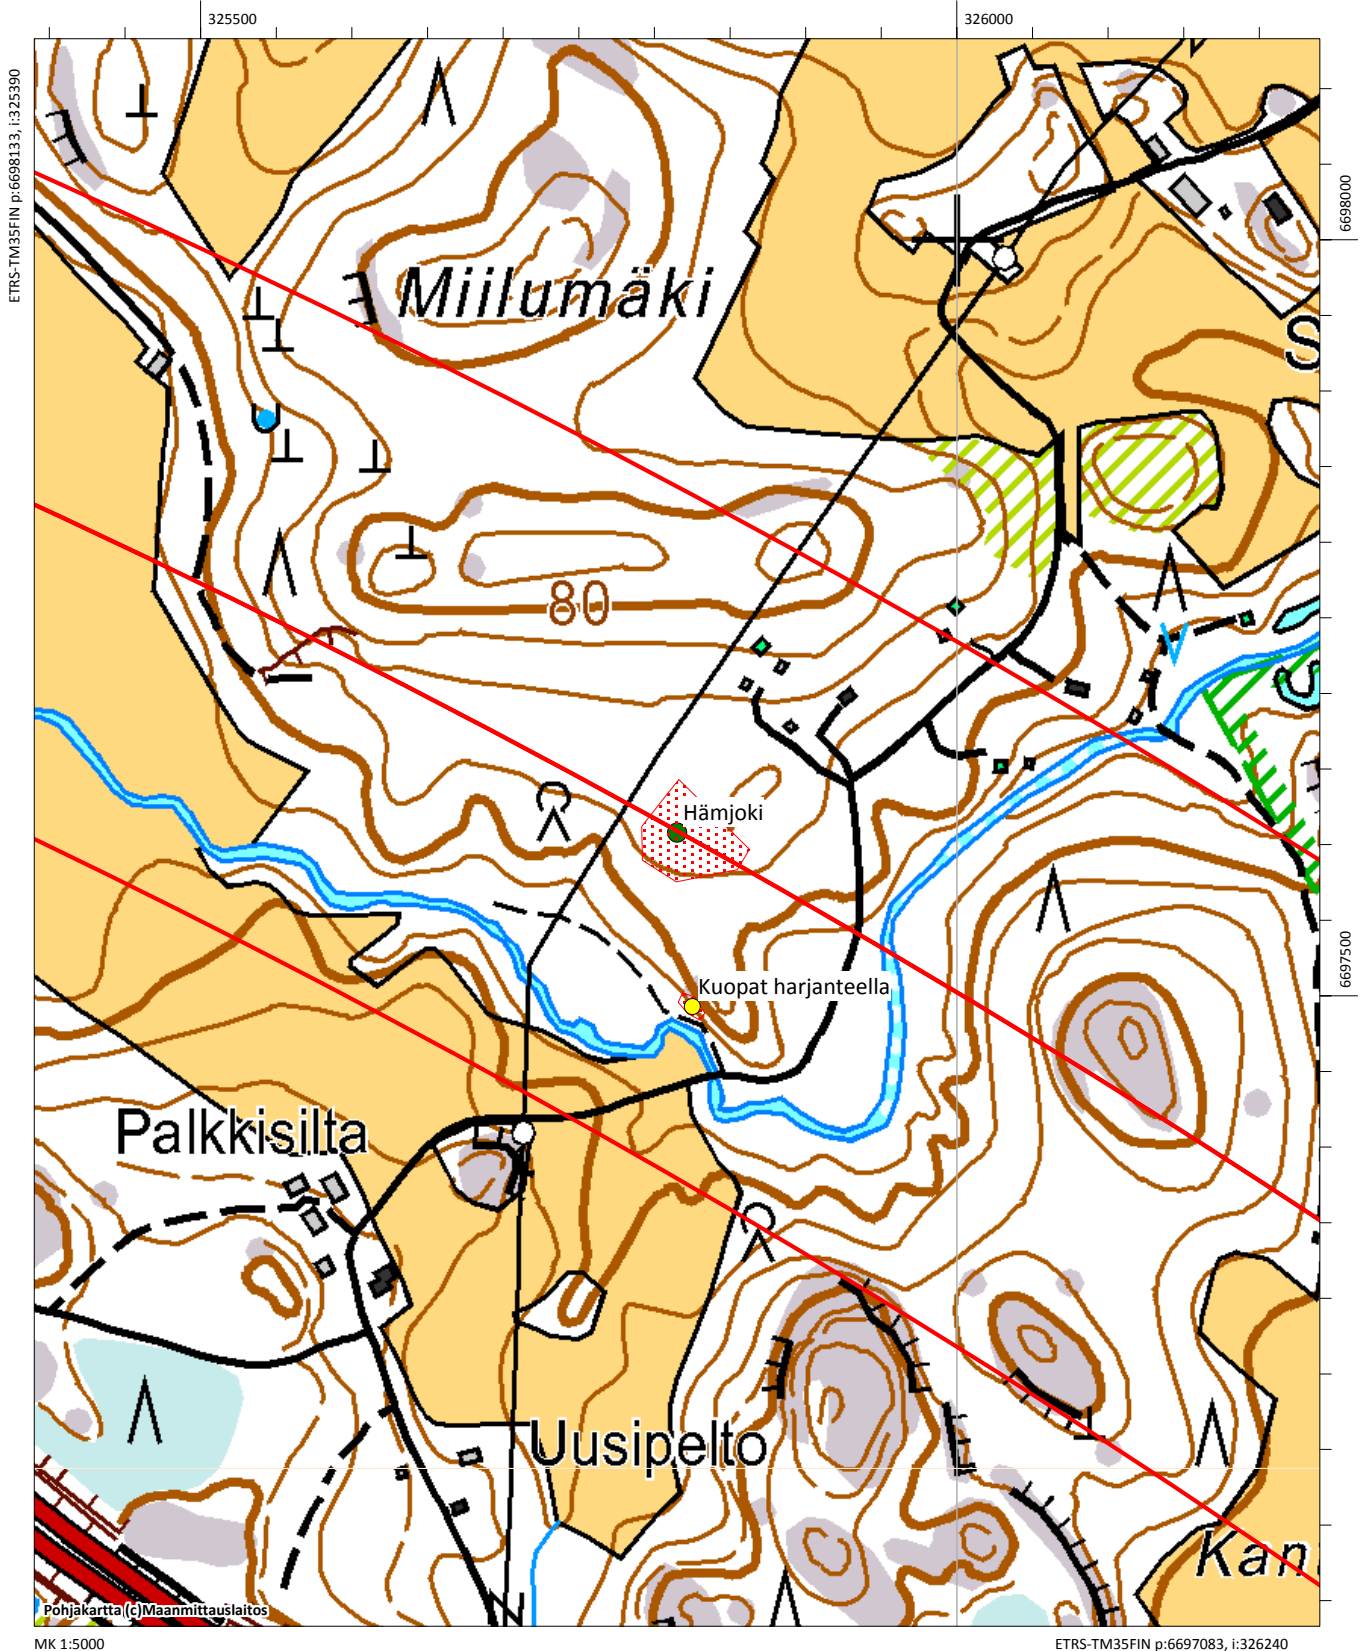 325500
326000
ETRS-TM35FIN p:6698133, i:325390
6698000
Miilumäki
S
80
Hämjoki
6697500
Kuopat harjanteella
Palkkisilta
Uusipelto
Kan
Pohjakartta (c)Maanmittauslaitos
MK 1:5000
ETRS-TM35FIN p:6697083, i:326240